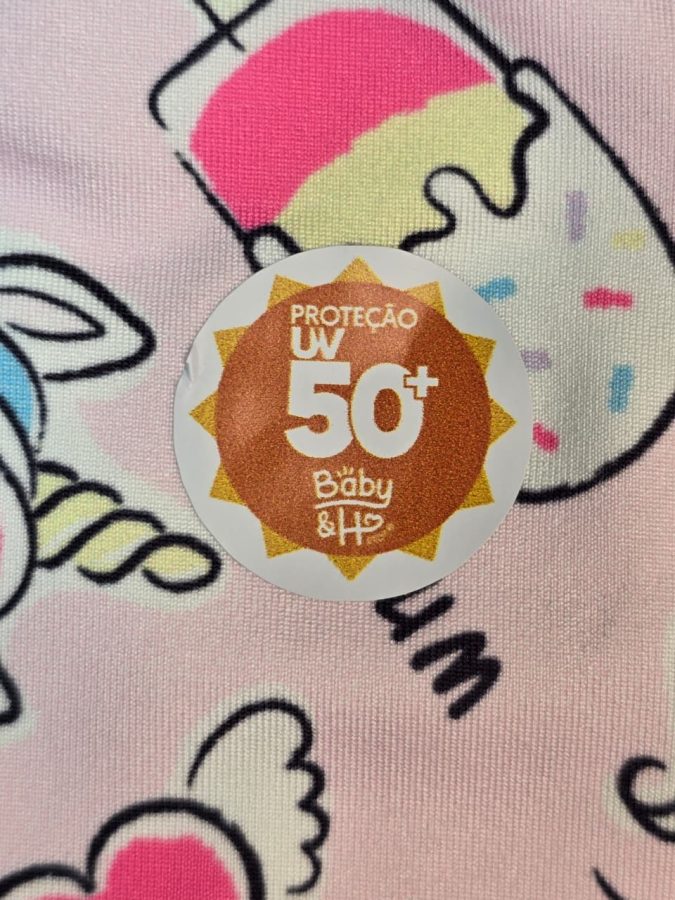 PROTEÇÃO
UV
50+
Baby
&H